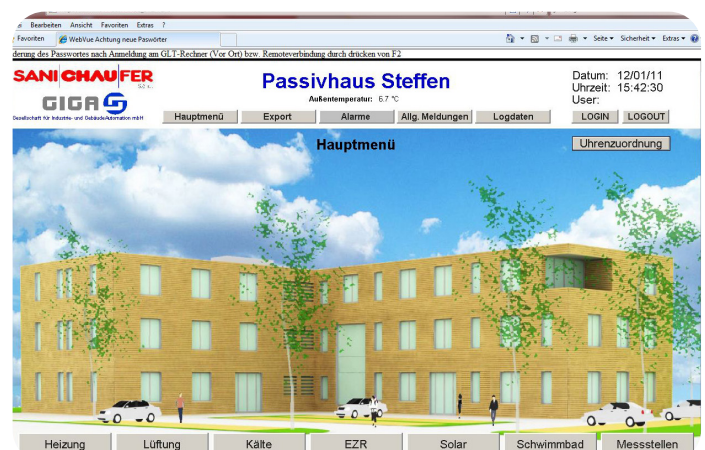 Bearbeiten Ansicht Favoriten Extras ?
Favoriten WebVue Achtung neue Paswörter
Seite Sicherheit Extras
derung des Passwortes nach Anmeldung am GLT-Rechner (Vor Ort) bzw. Remoteverbindung durch drücken von F2
SANICHAUFER
GIGA G
Gesellschaft für Industrie- und GebäudeAutomation mbH
Passivhaus Steffen
Außentemperatur: 6.7 °C
Datum: 12/01/11
Uhrzeit: 15:42:30
User:
Hauptmenü Export Alarme Allg. Meldungen Logdaten LOGIN LOGOUT
Hauptmenü
Uhrenzuordnung
Heizung Lüftung Kälte EZR Solar Schwimmbad Messstellen